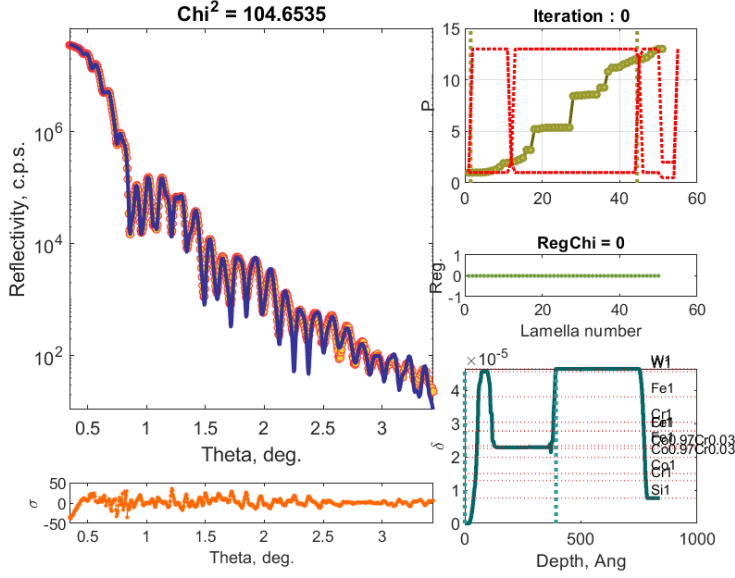 Chi² = 104.6535
Reflectivity, c.p.s.
10⁶
10⁴
10²
0.5 1 1.5 2 2.5 3
Theta, deg.
σ
50
0
-50
0.5 1 1.5 2 2.5 3
Theta, deg.
Iteration : 0
P
15
10
5
0
0 20 40 60
RegChi = 0
Reg.
1
0
-1
0 20 40 60
Lamella number
×10⁻⁵
δ
4
3
2
1
0
W1
Fe1
Cr1
Co0.97Cr0.03
Co0.97Cr0.03
Co1
Cr1
Si1
0 500 1000
Depth, Ang